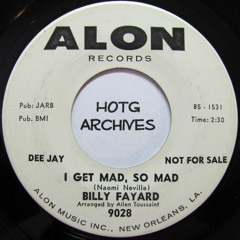 ALON
RECORDS
Pub: JARB
Pub: BMI
85 - 1531
Time: 2:30
HOTG
ARCHIVES
DEE JAY
NOT FOR SALE
I GET MAD, SO MAD
(Naomi Neville)
BILLY FAYARD
Arranged by Allen Toussaint
9028
ALON MUSIC INC., NEW ORLEANS, LA.